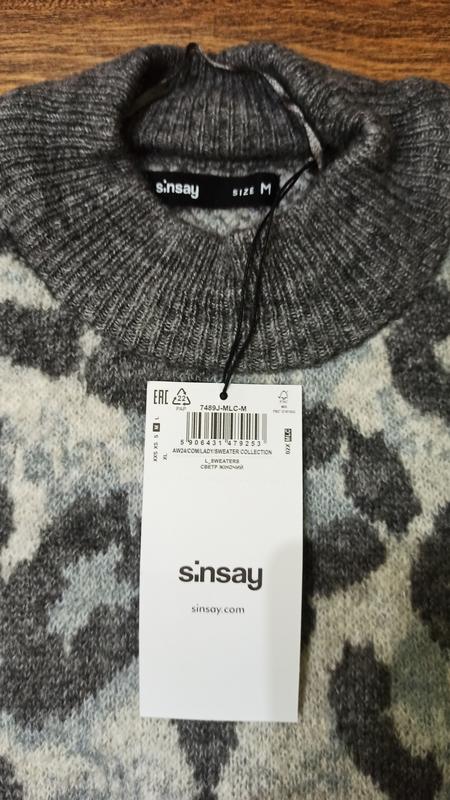 sinsay SIZE M
EAC 22 7489J-MLC-M
PAP
5 906431 479253
AW24/COM/LADY/SWEATER COLLECTION
L_SWEATERS
СВЕТР ЖІНОЧИЙ
XXS XS S M L
XL
MLC
sinsay
sinsay.com